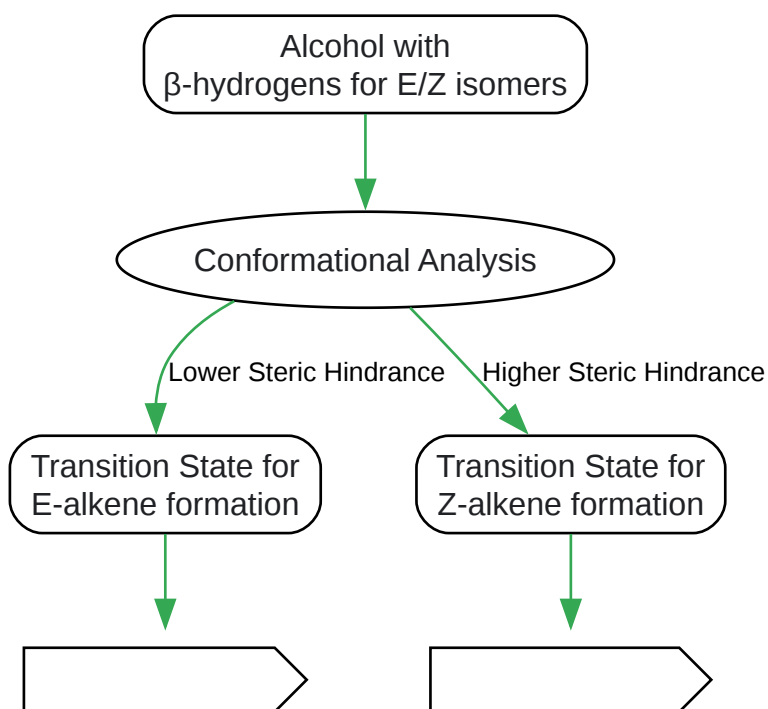 Alcohol with
β-hydrogens for E/Z isomers
Conformational Analysis
Lower Steric Hindrance
Higher Steric Hindrance
Transition State for
E-alkene formation
Transition State for
Z-alkene formation